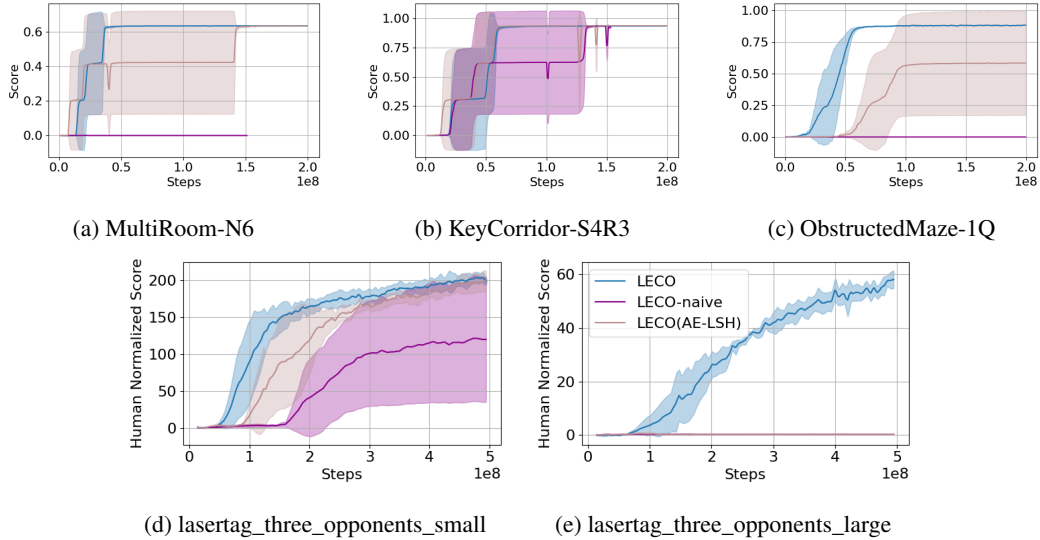 0.6
0.4
0.2
0.0
Score
0.0 0.5 1.0 1.5 2.0
Steps
1e8
(a) MultiRoom-N6
1.00
0.75
0.50
0.25
0.00
Score
0.0 0.5 1.0 1.5 2.0
Steps
1e8
(b) KeyCorridor-S4R3
1.00
0.75
0.50
0.25
0.00
Score
0.0 0.5 1.0 1.5 2.0
Steps
1e8
(c) ObstructedMaze-1Q
200
150
100
50
0
Human Normalized Score
0 1 2 3 4 5
Steps
1e8
(d) lasertag_three_opponents_small
60
40
20
0
Human Normalized Score
LECO
LECO-naive
LECO(AE-LSH)
0 1 2 3 4 5
Steps
1e8
(e) lasertag_three_opponents_large